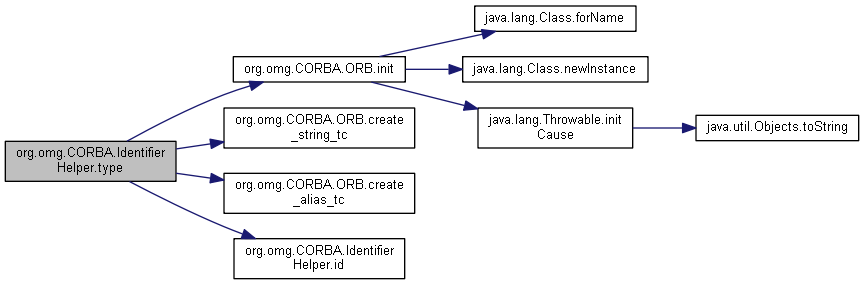 java.lang.Class.forName
org.omg.CORBA.ORB.init
java.lang.Class.newInstance
org.omg.CORBA.ORB.create
_string_tc
java.lang.Throwable.init
Cause
java.util.Objects.toString
org.omg.CORBA.Identifier
Helper.type
org.omg.CORBA.ORB.create
_alias_tc
org.omg.CORBA.Identifier
Helper.id